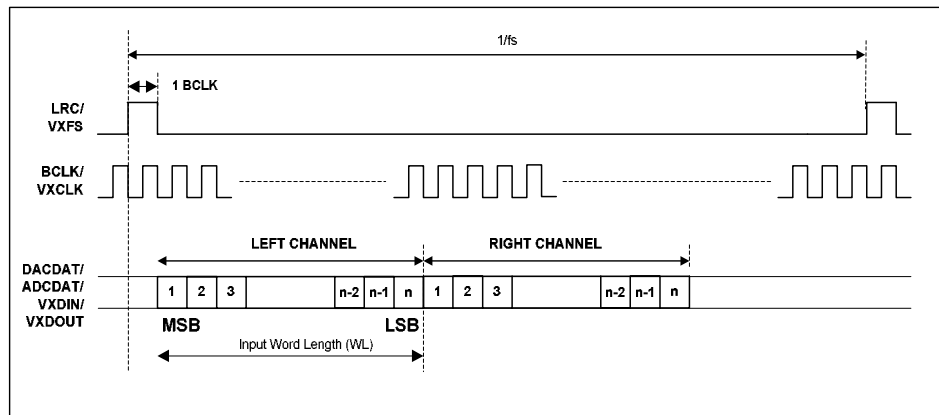 1/fs
1 BCLK
LRC/
VXFS
BCLK/
VXCLK
LEFT CHANNEL
RIGHT CHANNEL
DACDAT/
ADCDAT/
VXDIN/
VXDOUT
1 2 3 n-2 n-1 n 1 2 3 n-2 n-1 n
MSB LSB
Input Word Length (WL)